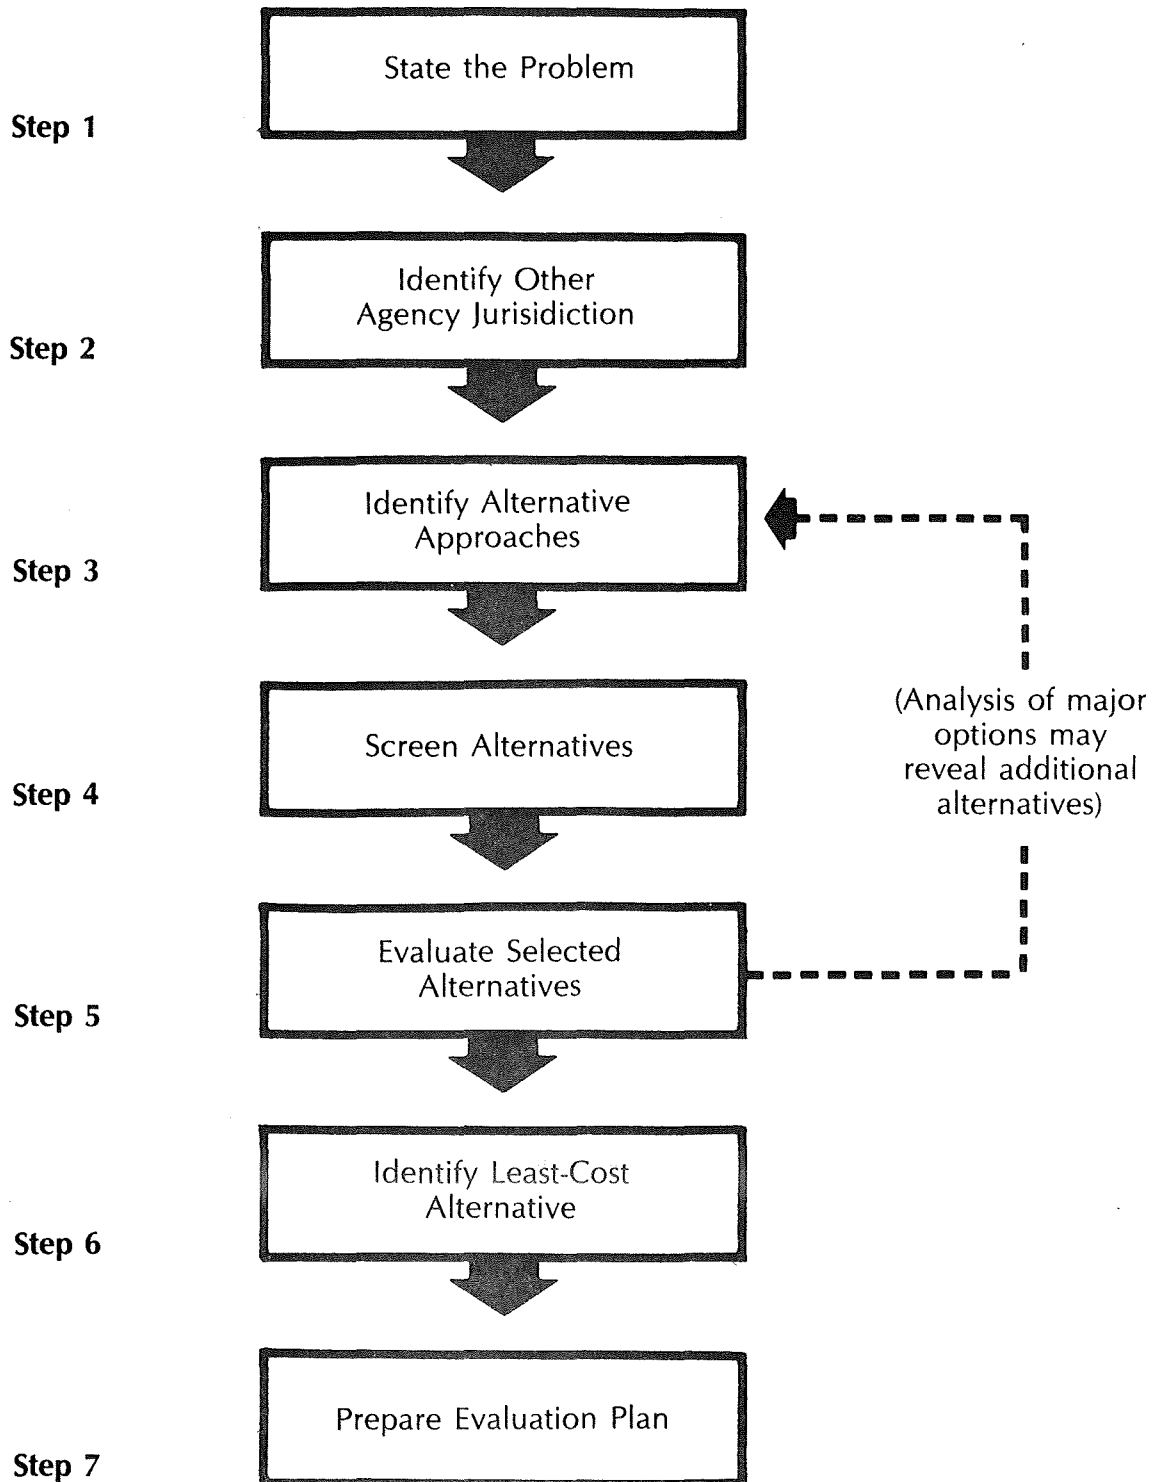 State the Problem
Step 1
Identify Other
Agency Jurisidiction
Step 2
Identify Alternative
Approaches
Step 3
(Analysis of major
options may
reveal additional
alternatives)
Screen Alternatives
Step 4
Evaluate Selected
Alternatives
Step 5
Identify Least-Cost
Alternative
Step 6
Prepare Evaluation Plan
Step 7